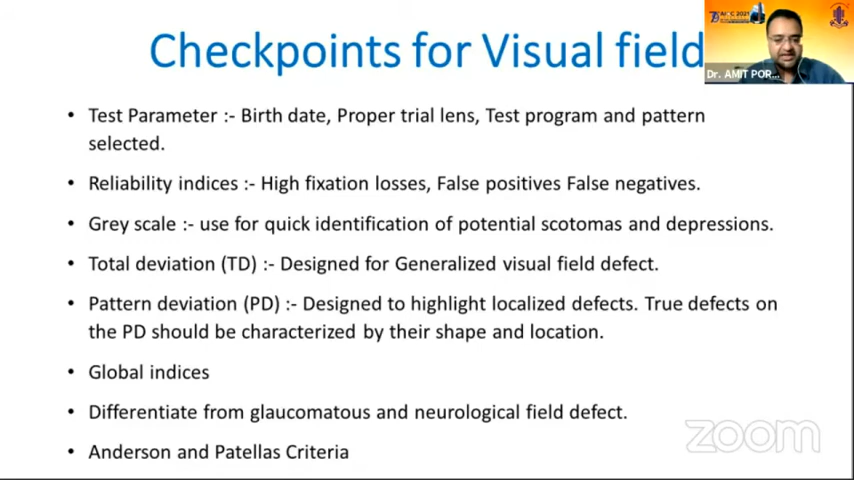 Checkpoints for Visual field
• Test Parameter :- Birth date, Proper trial lens, Test program and pattern
selected.
• Reliability indices :- High fixation losses, False positives False negatives.
• Grey scale :- use for quick identification of potential scotomas and depressions.
• Total deviation (TD) :- Designed for Generalized visual field defect.
• Pattern deviation (PD) :- Designed to highlight localized defects. True defects on
the PD should be characterized by their shape and location.
• Global indices
• Differentiate from glaucomatous and neurological field defect.
• Anderson and Patellas Criteria
Dr. AMIT POR...
zoom